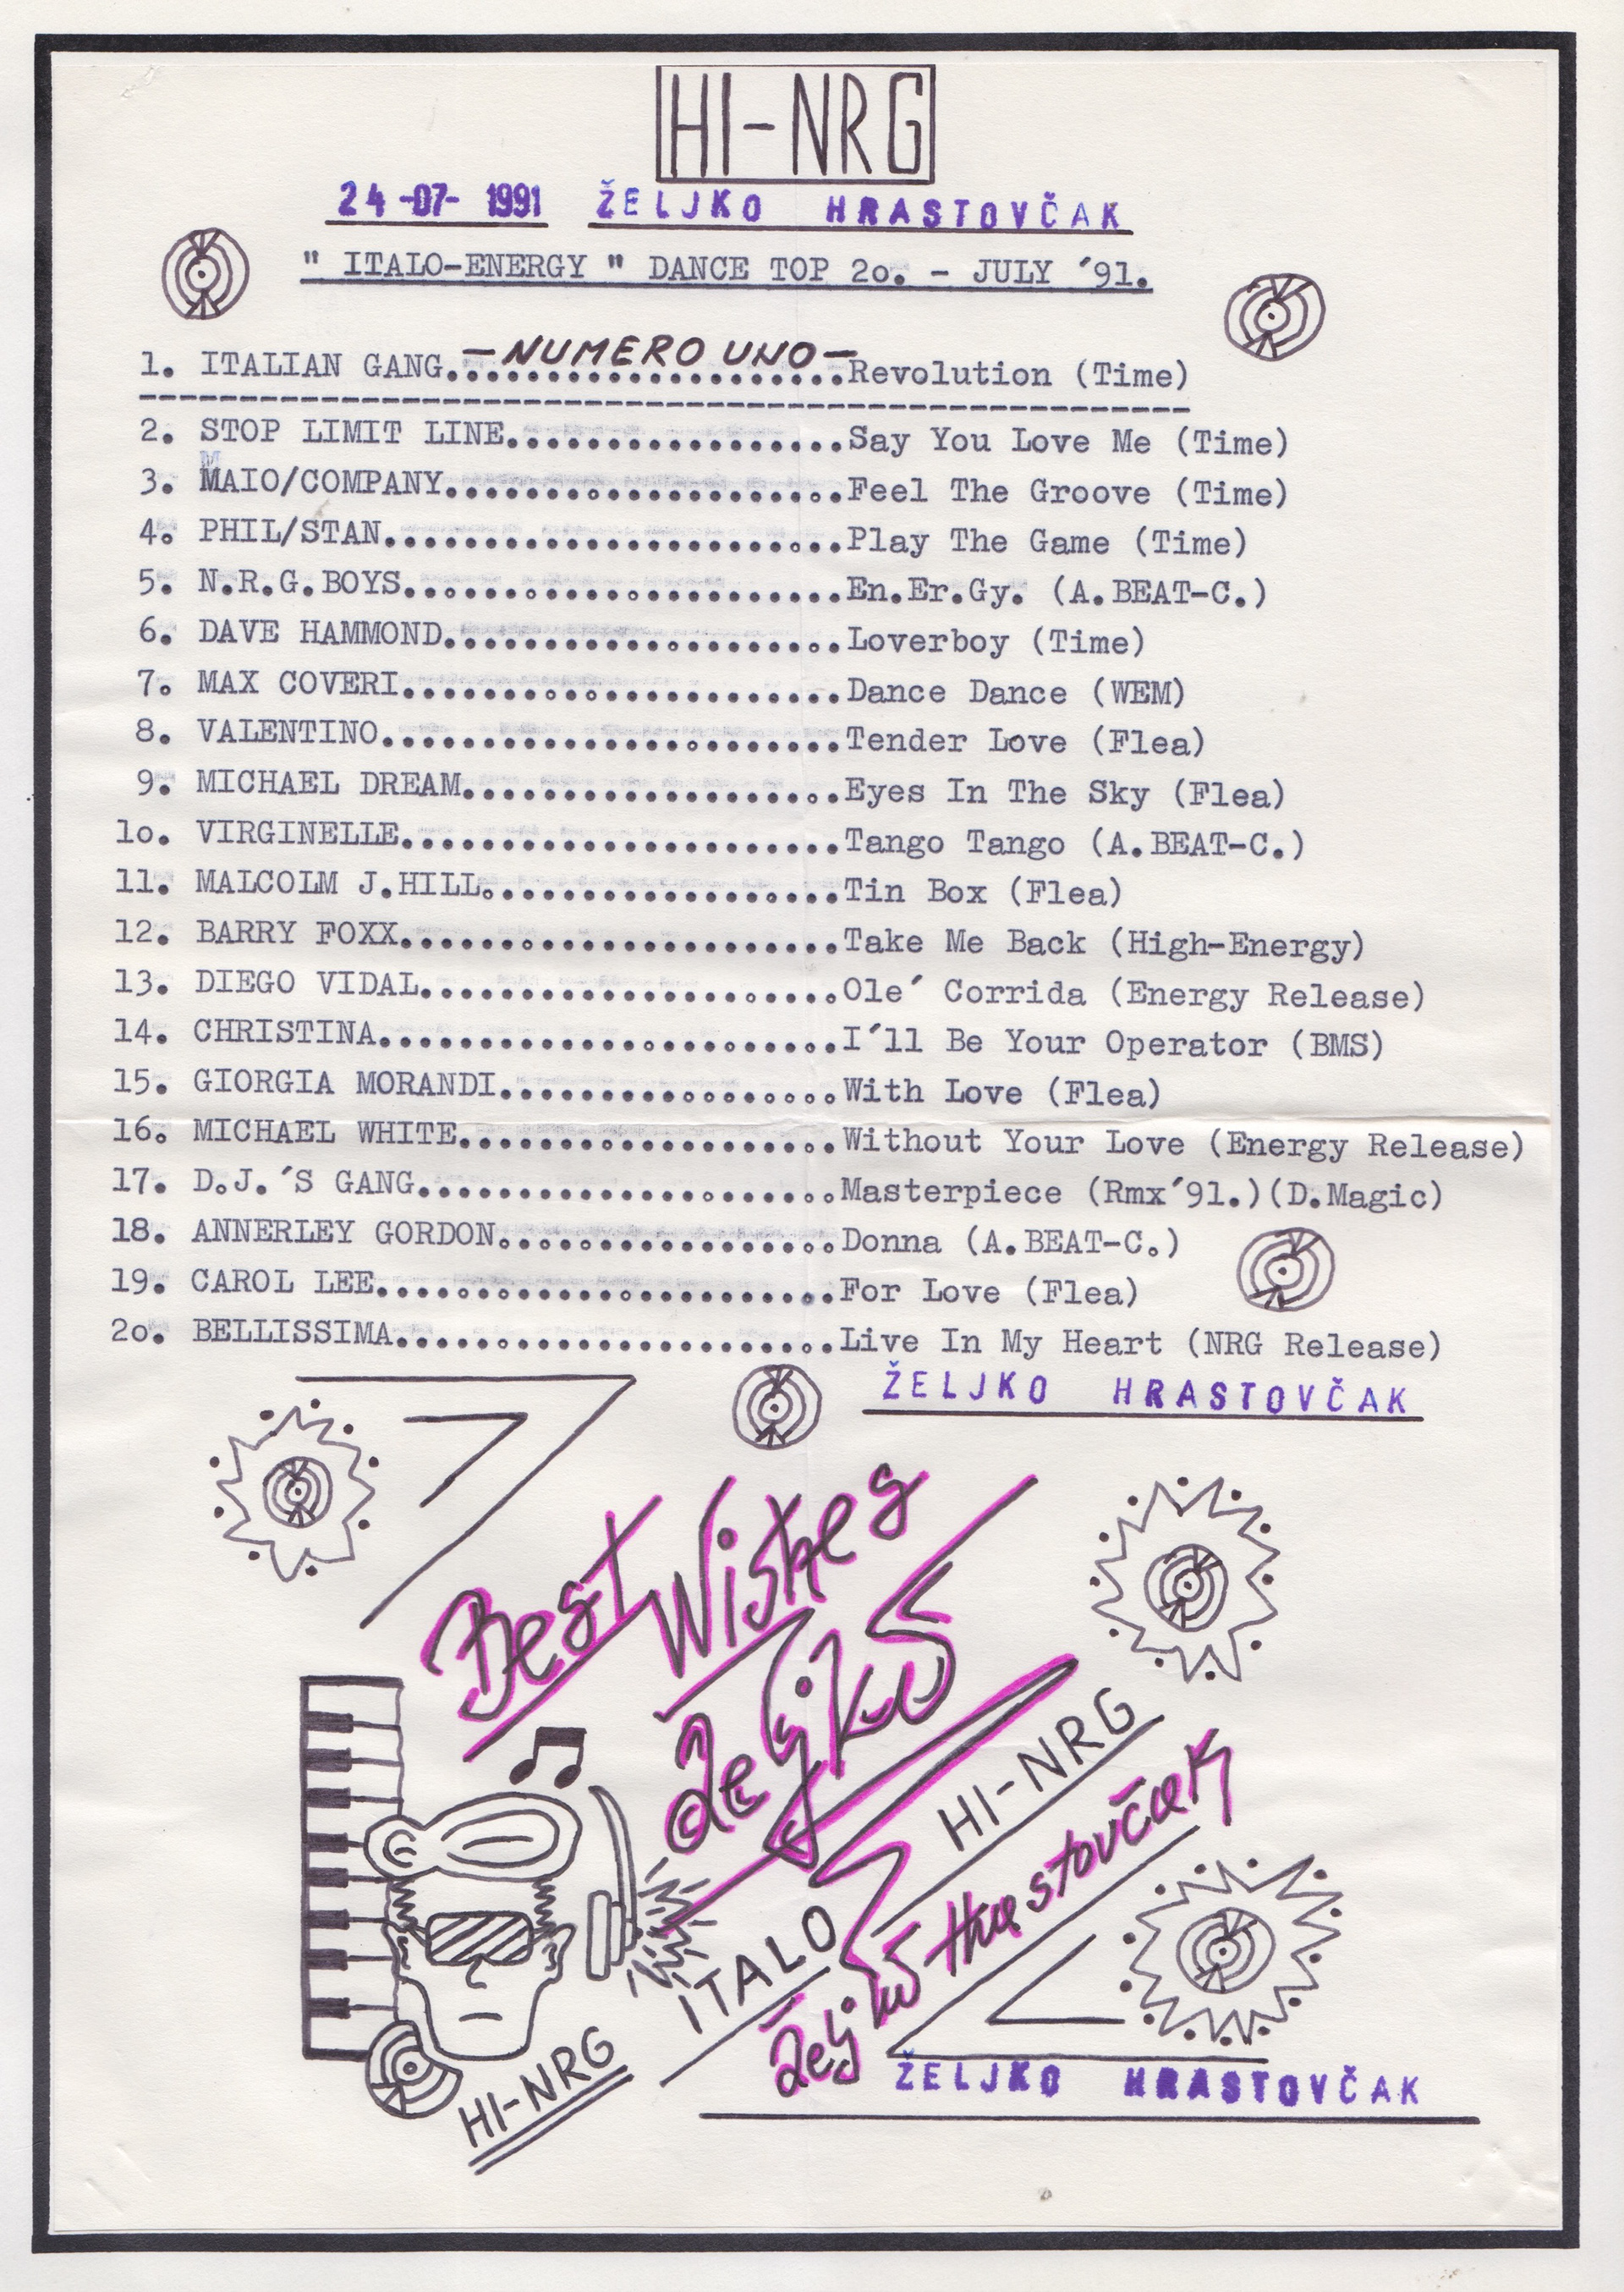 HI-NRG
24-07-1991 ŽELJKO HRASTOVČAK
" ITALO-ENERGY " DANCE TOP 2o. - JULY ´91.
-NUMERO UNO-
1. ITALIAN GANG....................Revolution (Time)
2. STOP LIMIT LINE.................Say You Love Me (Time)
3. MAIO/COMPANY....................Feel The Groove (Time)
4. PHIL/STAN.......................Play The Game (Time)
5. N.R.G.BOYS......................En.Er.Gy. (A.BEAT-C.)
6. DAVE HAMMOND....................Loverboy (Time)
7. MAX COVERI......................Dance Dance (WEM)
8. VALENTINO.......................Tender Love (Flea)
9. MICHAEL DREAM...................Eyes In The Sky (Flea)
1o. VIRGINELLE......................Tango Tango (A.BEAT-C.)
11. MALCOLM J.HILL..................Tin Box (Flea)
12. BARRY FOXX......................Take Me Back (High-Energy)
13. DIEGO VIDAL.....................Ole´ Corrida (Energy Release)
14. CHRISTINA.......................I´ll Be Your Operator (BMS)
15. GIORGIA MORANDI.................With Love (Flea)
16. MICHAEL WHITE...................Without Your Love (Energy Release)
17. D.J.´S GANG.....................Masterpiece (Rmx´91.)(D.Magic)
18. ANNERLEY GORDON.................Donna (A.BEAT-C.)
19. CAROL LEE.......................For Love (Flea)
2o. BELLISSIMA......................Live In My Heart (NRG Release)
ŽELJKO HRASTOVČAK
Best Wishes
Željko
HI-NRG
ITALO
Željko Hrastovčak
HI-NRG
ŽELJKO HRASTOVČAK